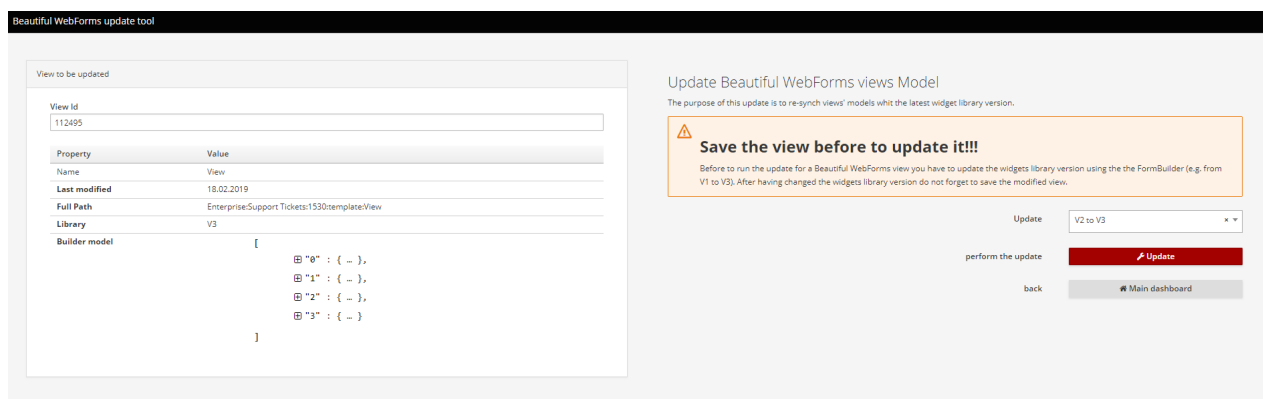 Beautiful WebForms update tool
View to be updated
View Id
112495
Property Value
Name View
Last modified 18.02.2019
Full Path Enterprise:Support Tickets:1530:template:View
Library V3
Builder model [
"0" : { … },
"1" : { … },
"2" : { … },
"3" : { … }
]
Update Beautiful WebForms views Model
The purpose of this update is to re-synch views' models whit the latest widget library version.
Save the view before to update it!!!
Before to run the update for a Beautiful WebForms view you have to update the widgets library version using the the FormBuilder (e.g. from
V1 to V3). After having changed the widgets library version do not forget to save the modified view.
Update V2 to V3 ×
perform the update Update
back Main dashboard